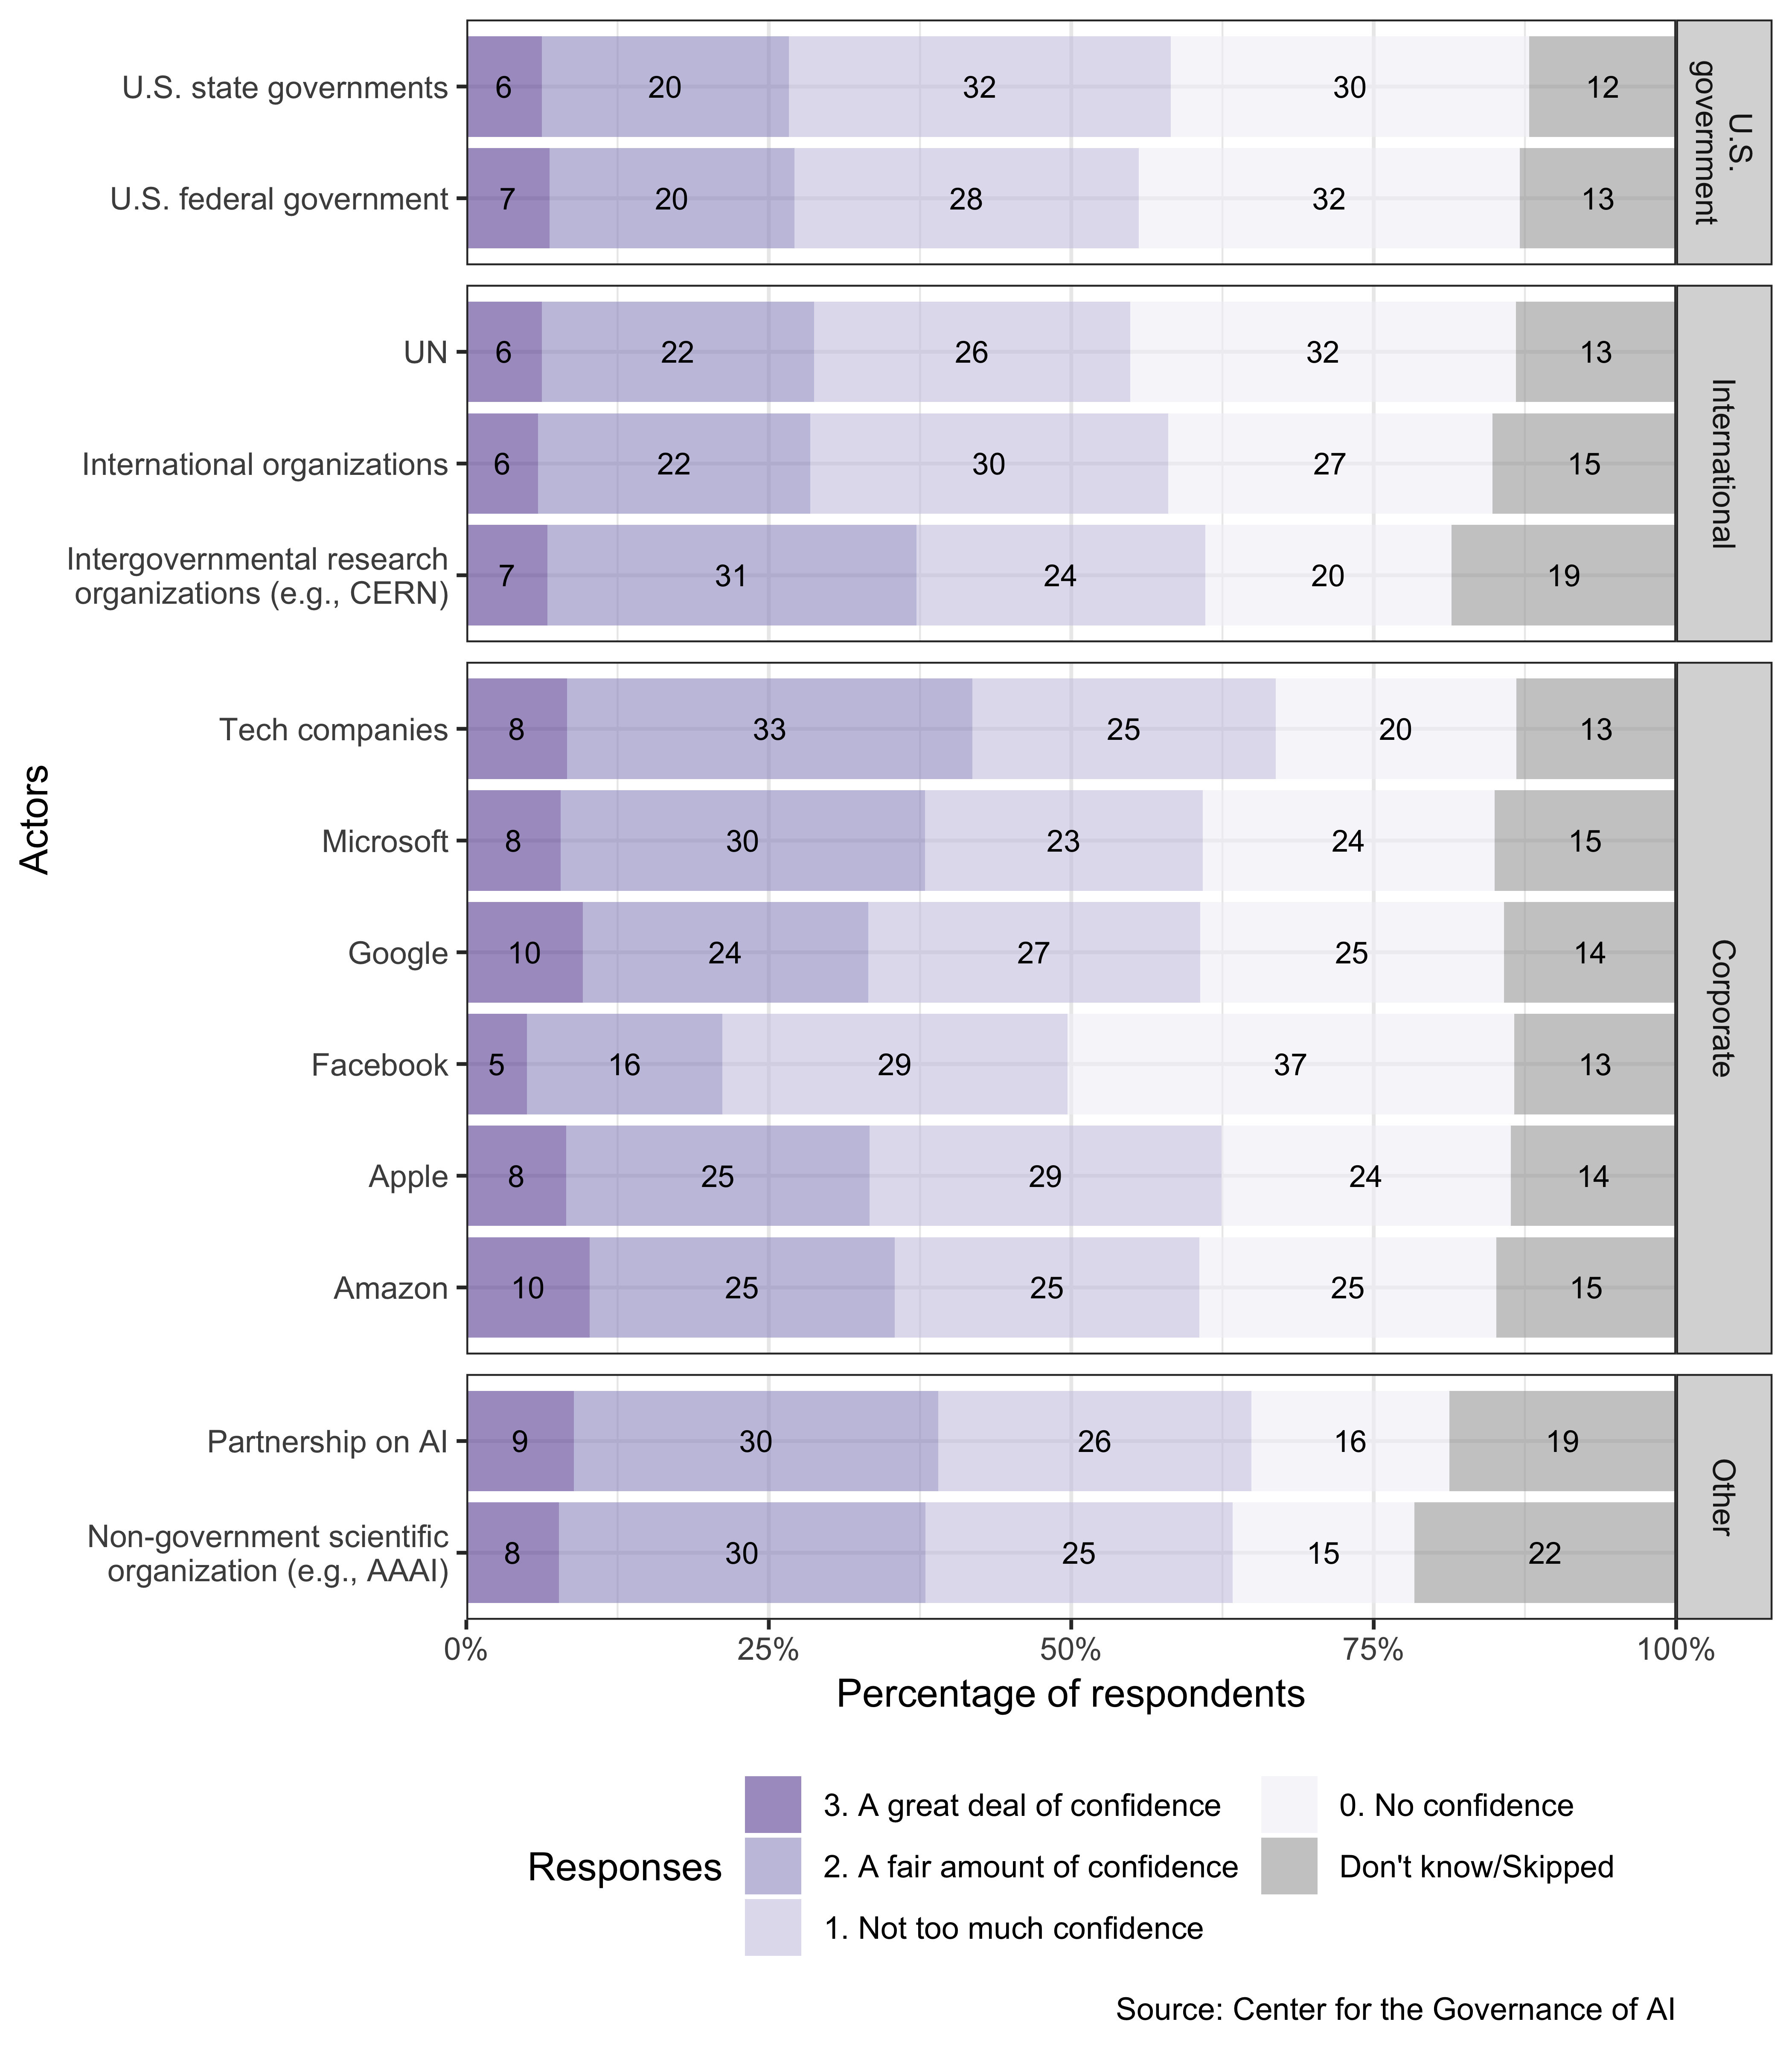 U.S. state governments 6 20 32 30 12
U.S. federal government 7 20 28 32 13
U.S.
government
UN 6 22 26 32 13
International organizations 6 22 30 27 15
Intergovernmental research
organizations (e.g., CERN) 7 31 24 20 19
International
Tech companies 8 33 25 20 13
Microsoft 8 30 23 24 15
Google 10 24 27 25 14
Facebook 5 16 29 37 13
Apple 8 25 29 24 14
Amazon 10 25 25 25 15
Corporate
Partnership on AI 9 30 26 16 19
Non-government scientific
organization (e.g., AAAI) 8 30 25 15 22
Other
Actors
0% 25% 50% 75% 100%
Percentage of respondents
Responses
3. A great deal of confidence
2. A fair amount of confidence
1. Not too much confidence
0. No confidence
Don't know/Skipped
Source: Center for the Governance of AI